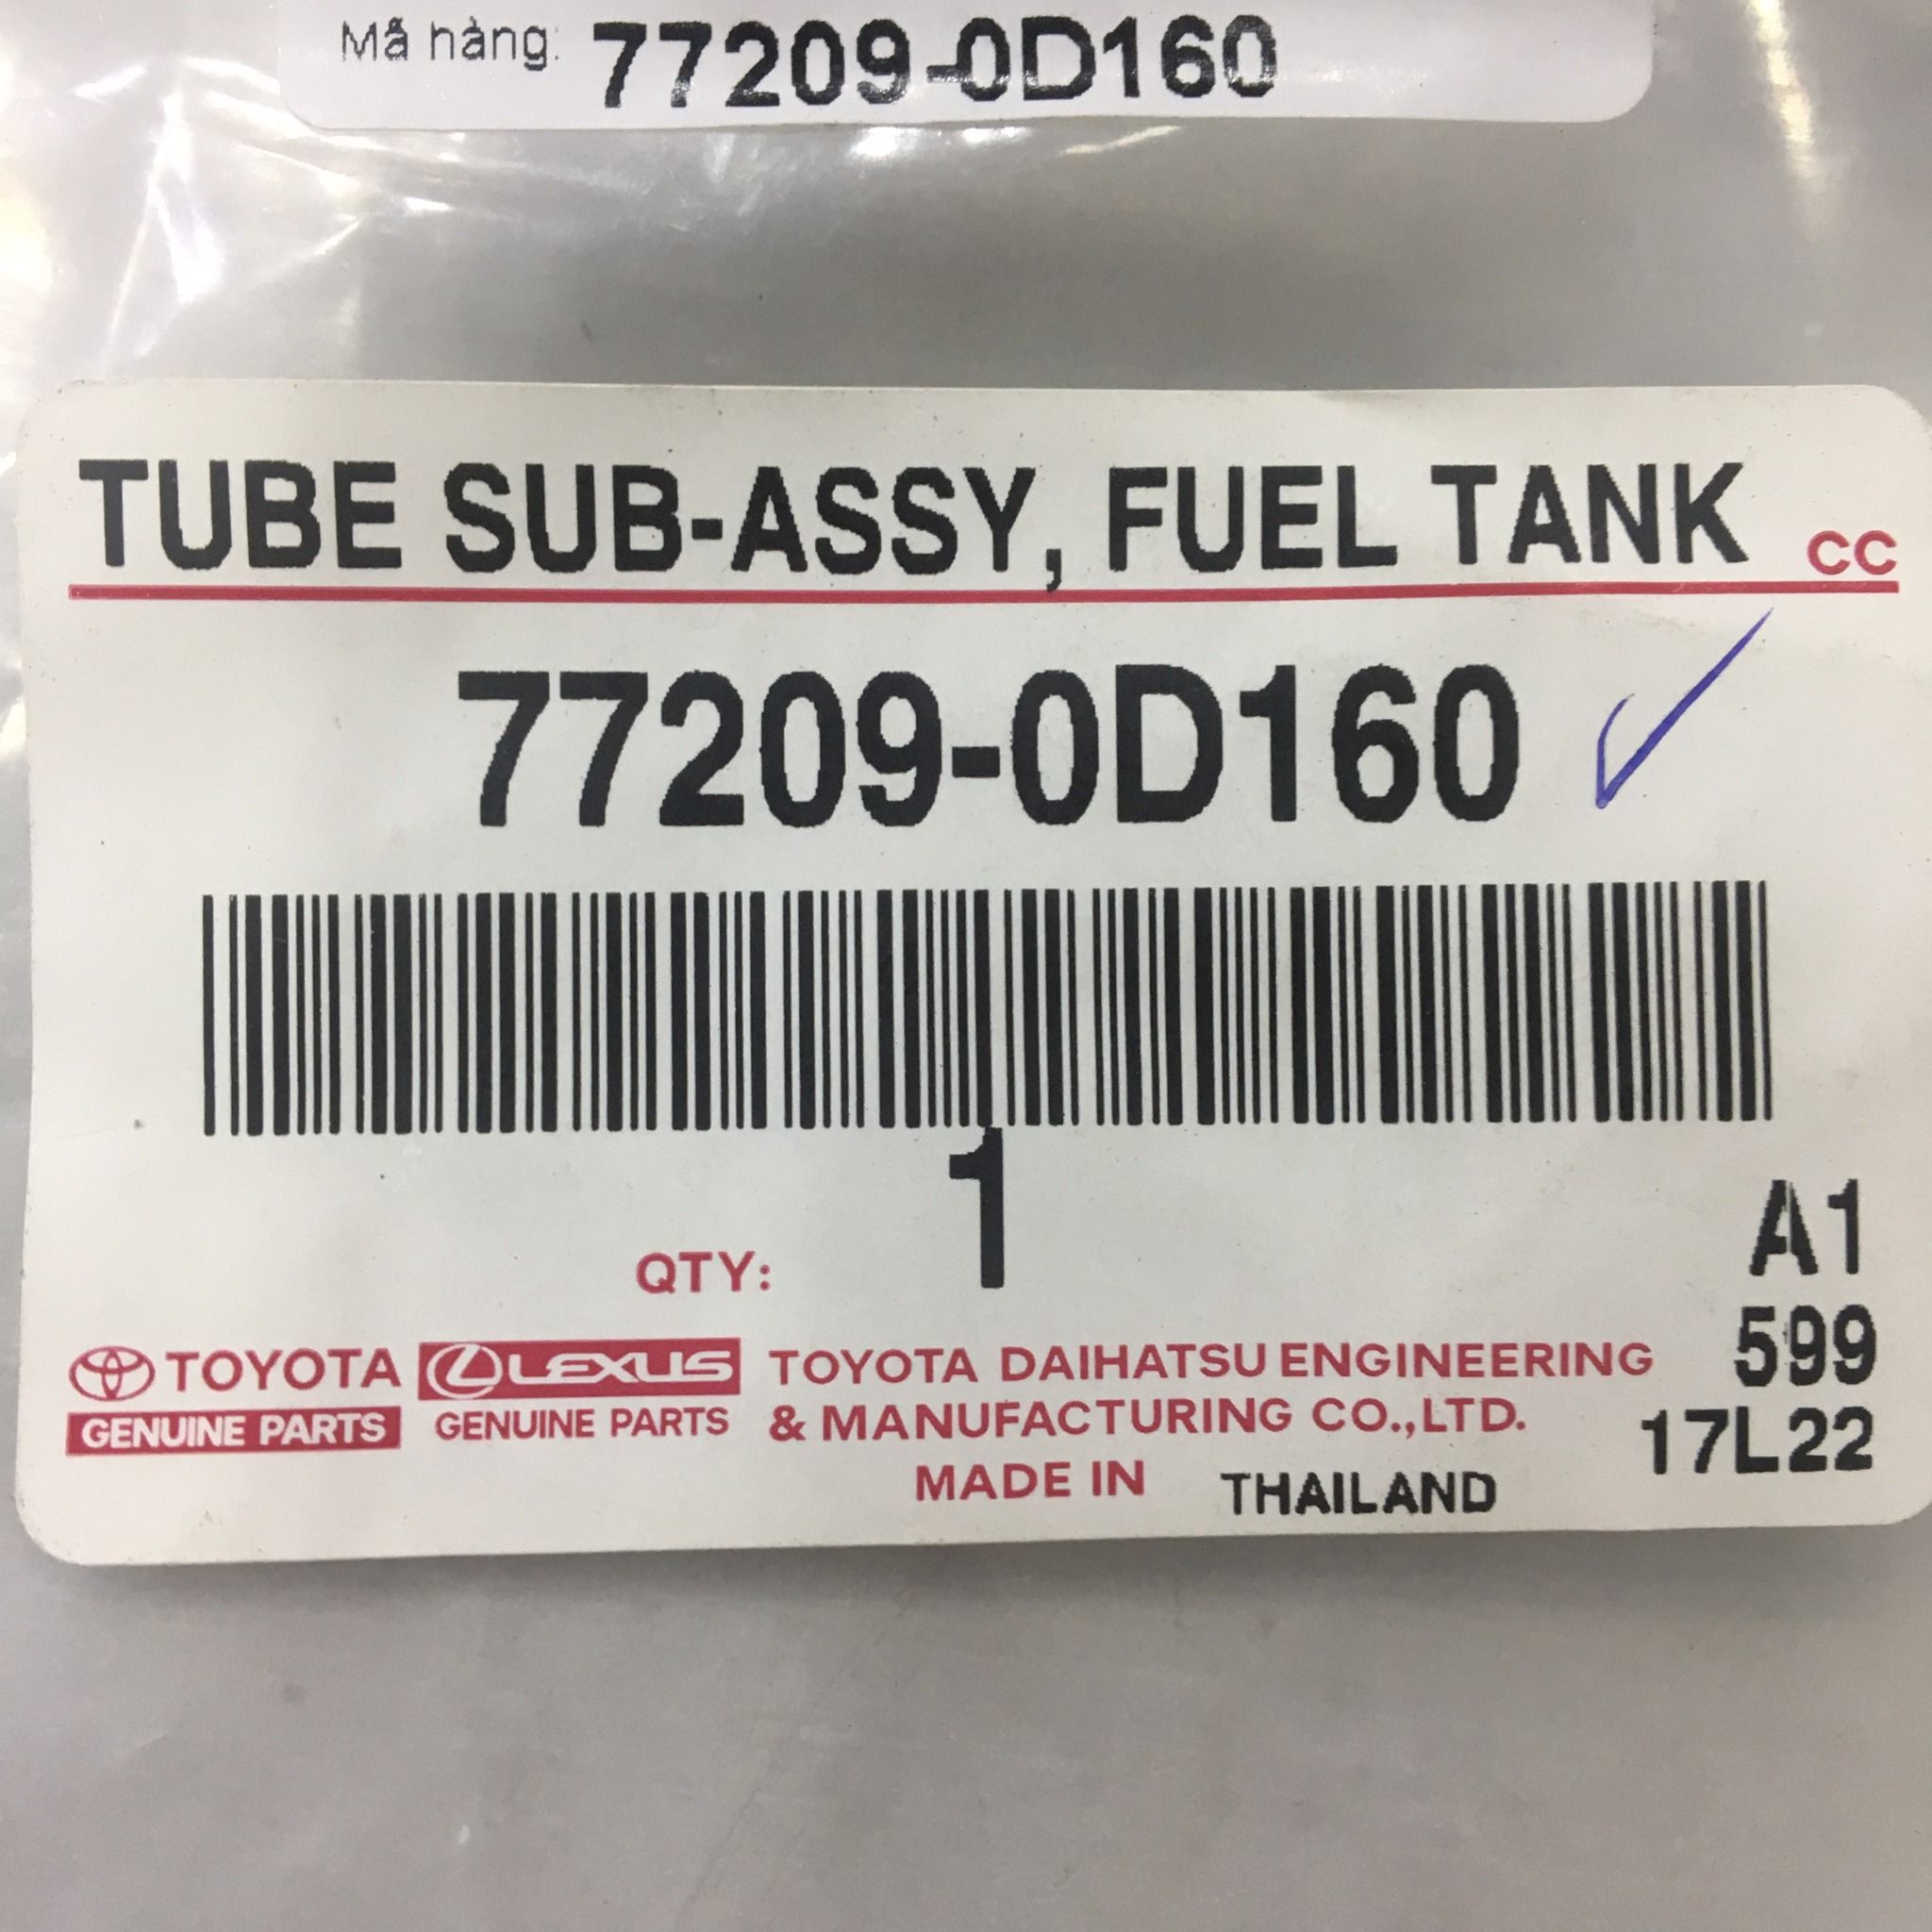 Mã hàng: 77209-0D160
TUBE SUB-ASSY, FUEL TANK CC
77209-0D160
1
QTY:
A1
599
17L22
TOYOTA
GENUINE PARTS
LEXUS
GENUINE PARTS
TOYOTA DAIHATSU ENGINEERING
& MANUFACTURING CO.,LTD.
MADE IN THAILAND